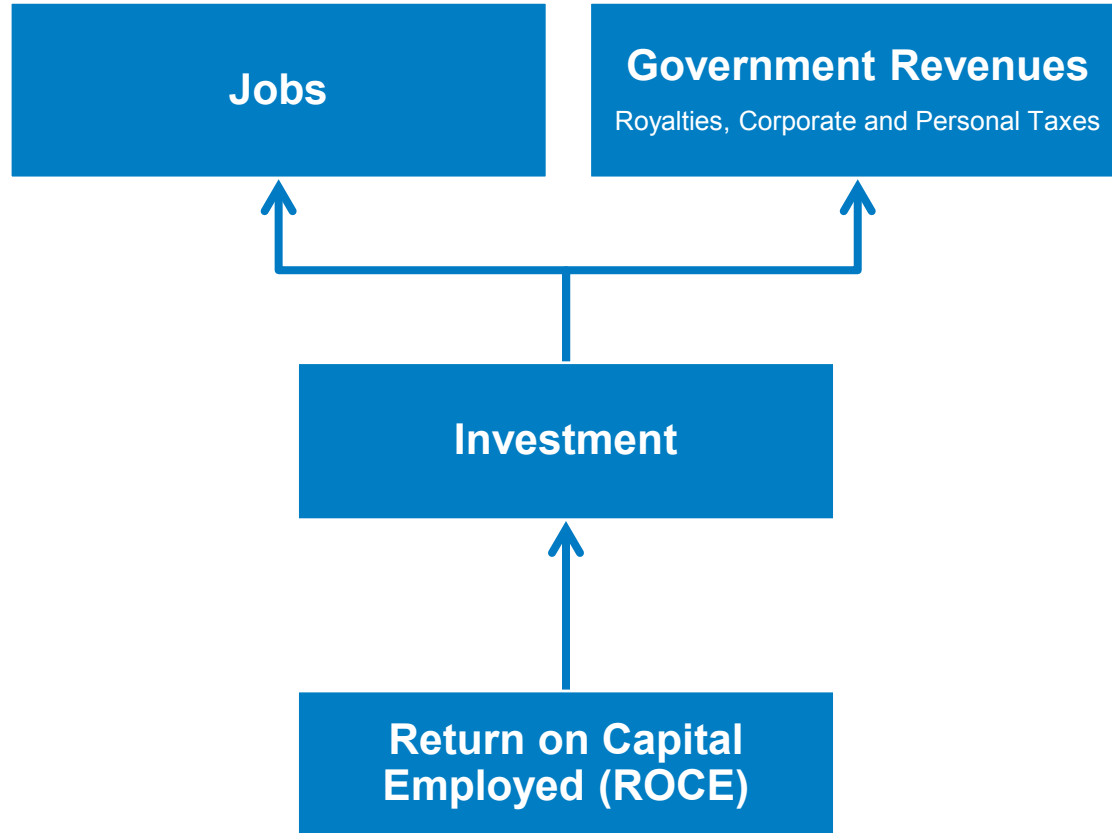 Jobs
Government Revenues
Royalties, Corporate and Personal Taxes
Investment
Return on Capital
Employed (ROCE)